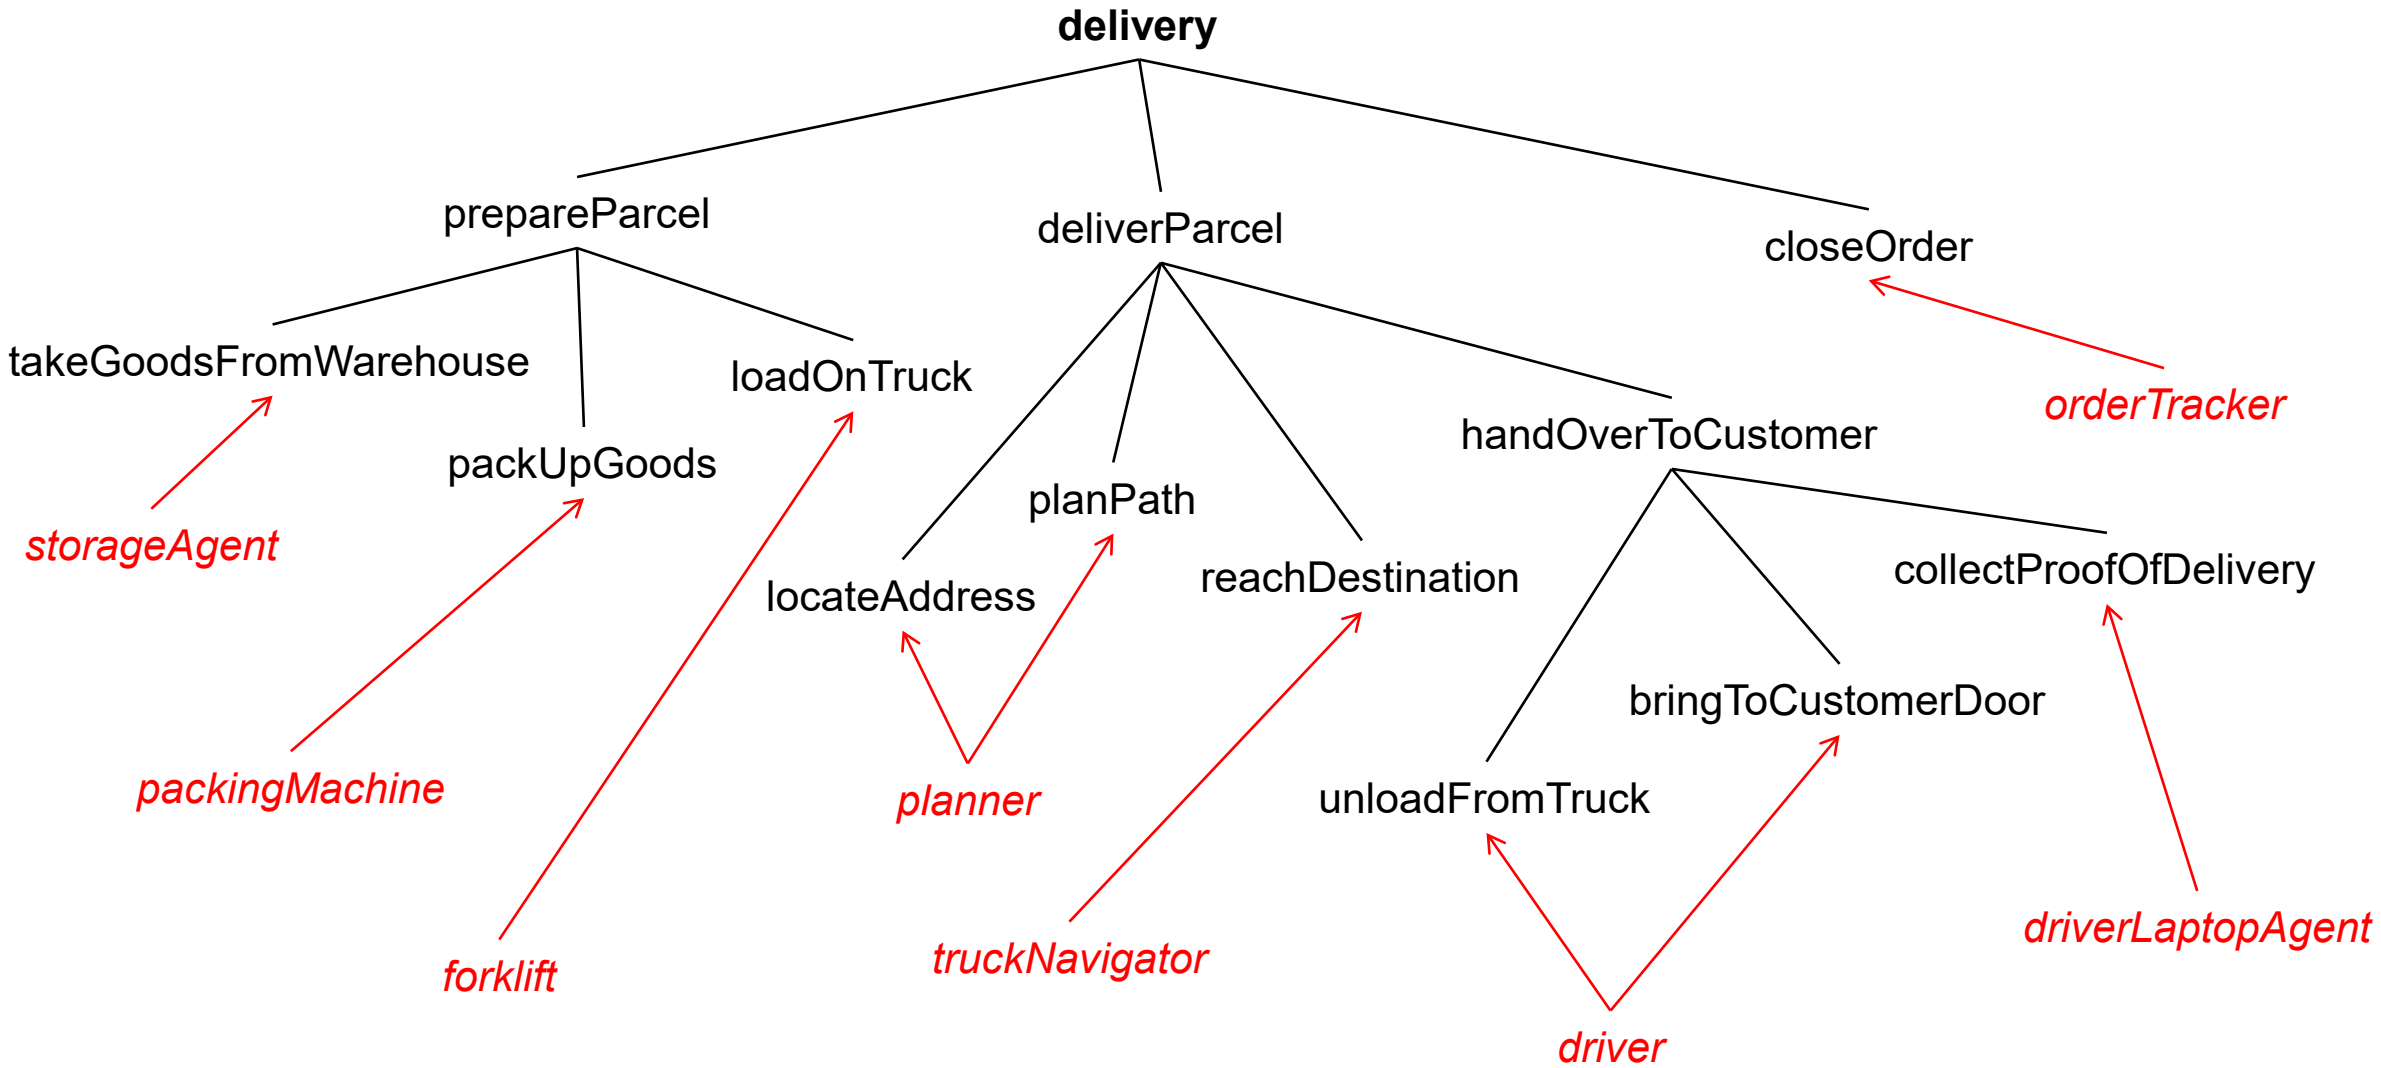 delivery
prepareParcel
deliverParcel
closeOrder
takeGoodsFromWarehouse
loadOnTruck
orderTracker
handOverToCustomer
packUpGoods
planPath
storageAgent
collectProofOfDelivery
reachDestination
locateAddress
bringToCustomerDoor
packingMachine
planner
unloadFromTruck
driverLaptopAgent
truckNavigator
forklift
driver